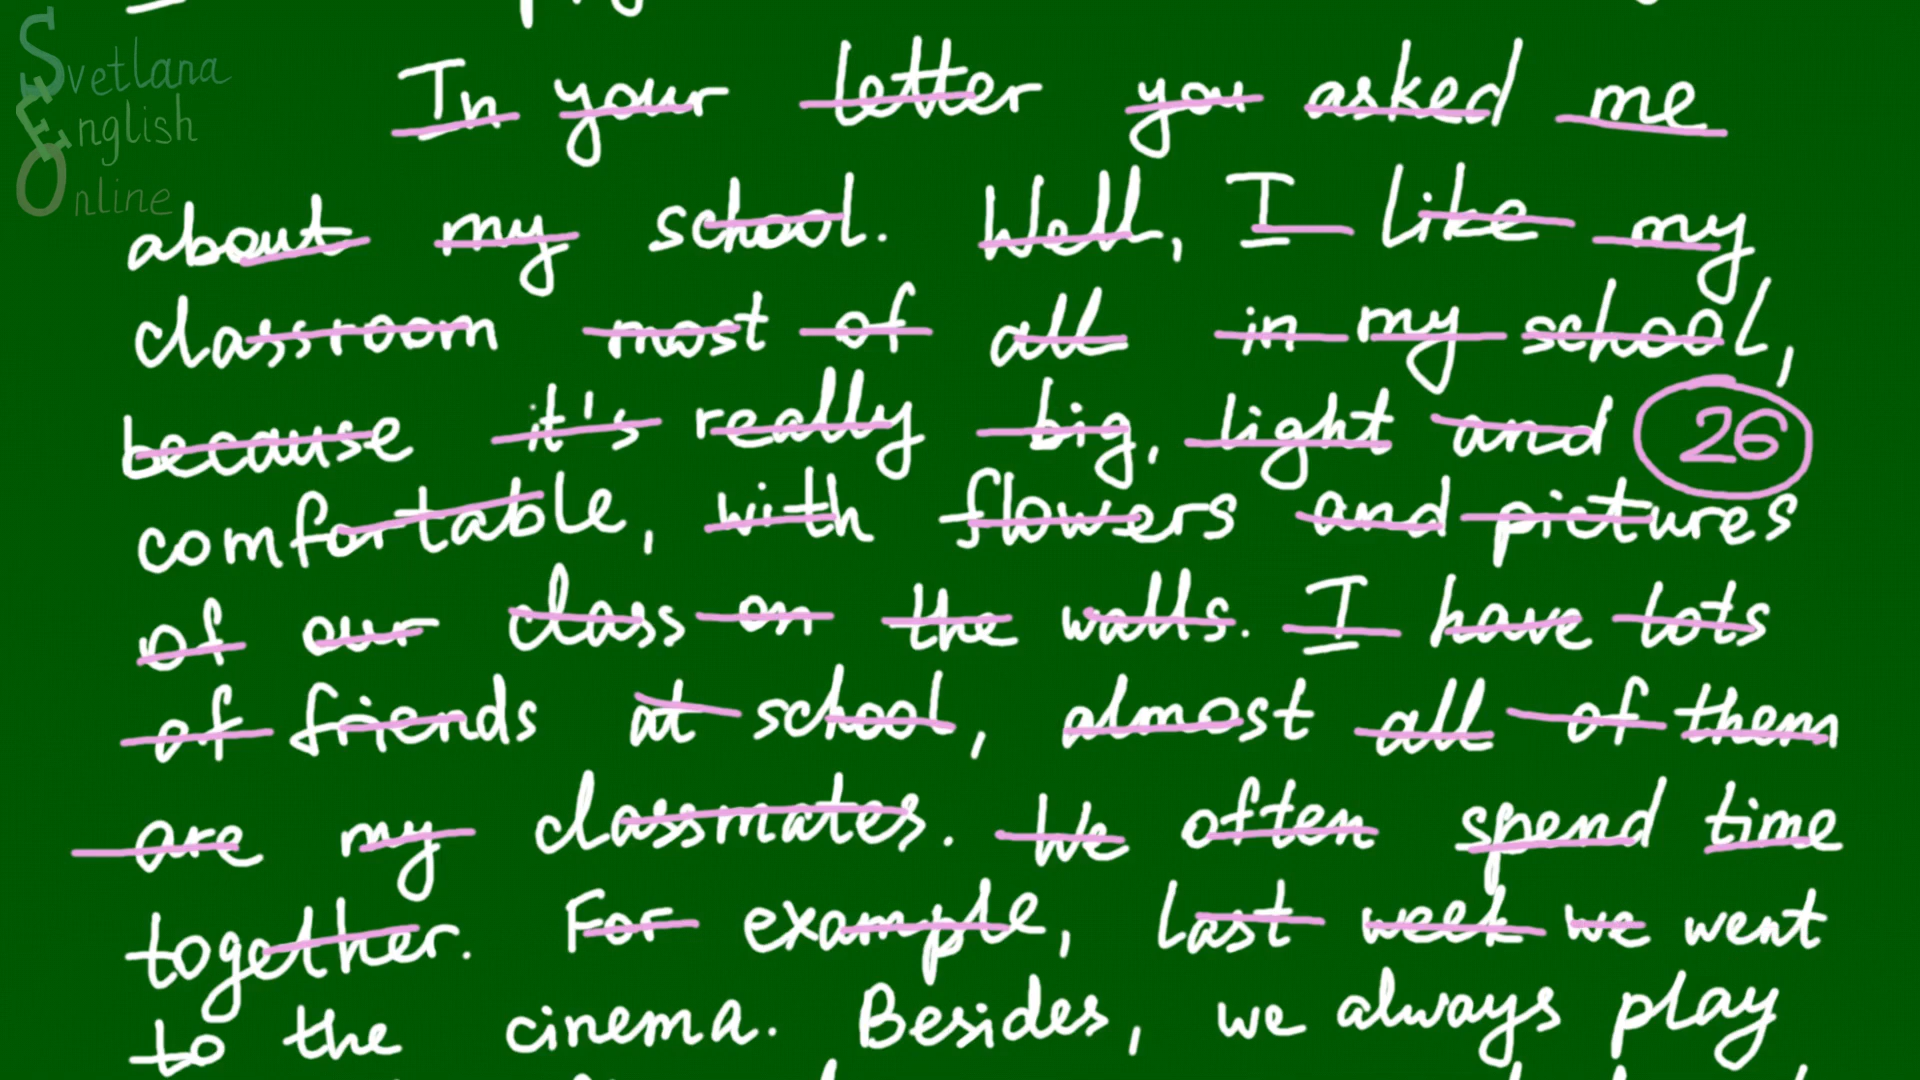 Svetlana
English
Online
In your letter you asked me
about my school. Well, I like my
classroom most of all in my school,
because it's really big, light and 26
comfortable, with flowers and pictures
of our class on the walls. I have lots
of friends at school, almost all of them
are my classmates. We often spend time
together. For example, last week we went
to the cinema. Besides, we always play